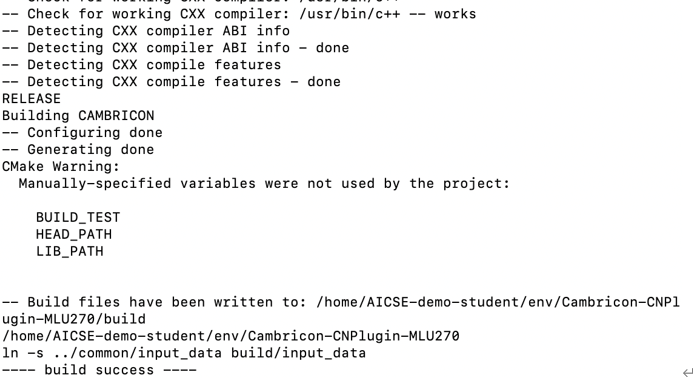 -- Check for working CXX compiler: /usr/bin/c++ -- works
-- Detecting CXX compiler ABI info
-- Detecting CXX compiler ABI info - done
-- Detecting CXX compile features
-- Detecting CXX compile features - done
RELEASE
Building CAMBRICON
-- Configuring done
-- Generating done
CMake Warning:
  Manually-specified variables were not used by the project:

    BUILD_TEST
    HEAD_PATH
    LIB_PATH


-- Build files have been written to: /home/AICSE-demo-student/env/Cambricon-CNPl
ugin-MLU270/build
/home/AICSE-demo-student/env/Cambricon-CNPlugin-MLU270
ln -s ../common/input_data build/input_data
---- build success ----